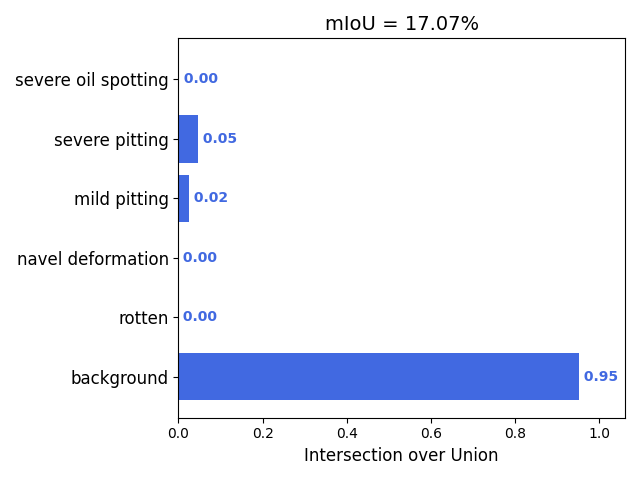 mIoU = 17.07%
severe oil spotting 0.00
severe pitting 0.05
mild pitting 0.02
navel deformation 0.00
rotten 0.00
background 0.95
0.0 0.2 0.4 0.6 0.8 1.0
Intersection over Union